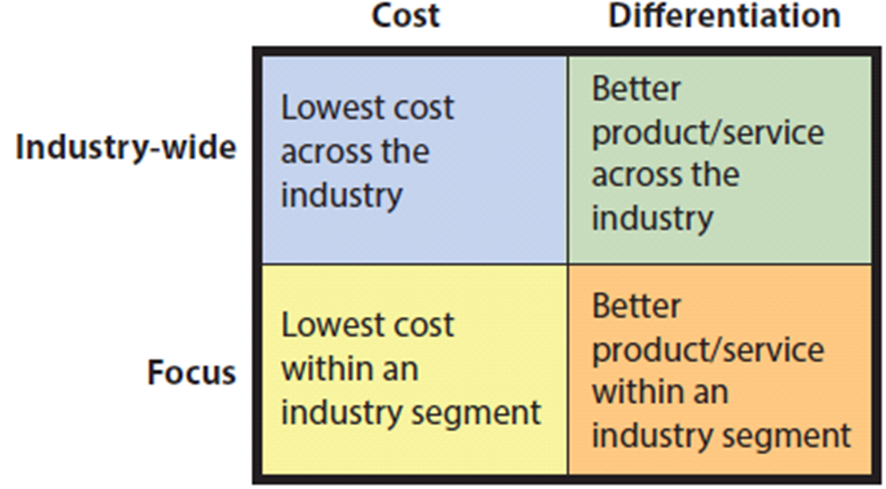 Cost Differentiation
Industry-wide
Lowest cost
across the
industry
Better
product/service
across the
industry
Focus
Lowest cost
within an
industry segment
Better
product/service
within an
industry segment